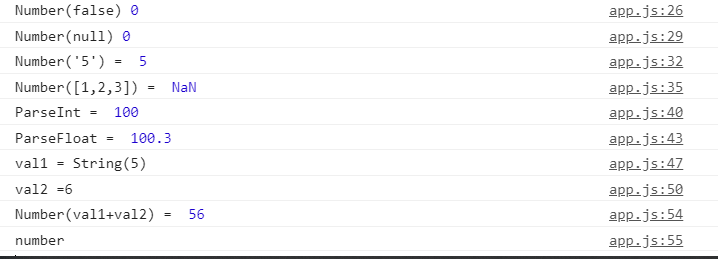 Number(false) 0 app.js:26
Number(null) 0 app.js:29
Number('5') =  5 app.js:32
Number([1,2,3]) =  NaN app.js:35
ParseInt =  100 app.js:40
ParseFloat =  100.3 app.js:43
val1 = String(5) app.js:47
val2 =6 app.js:50
Number(val1+val2) =  56 app.js:54
number app.js:55